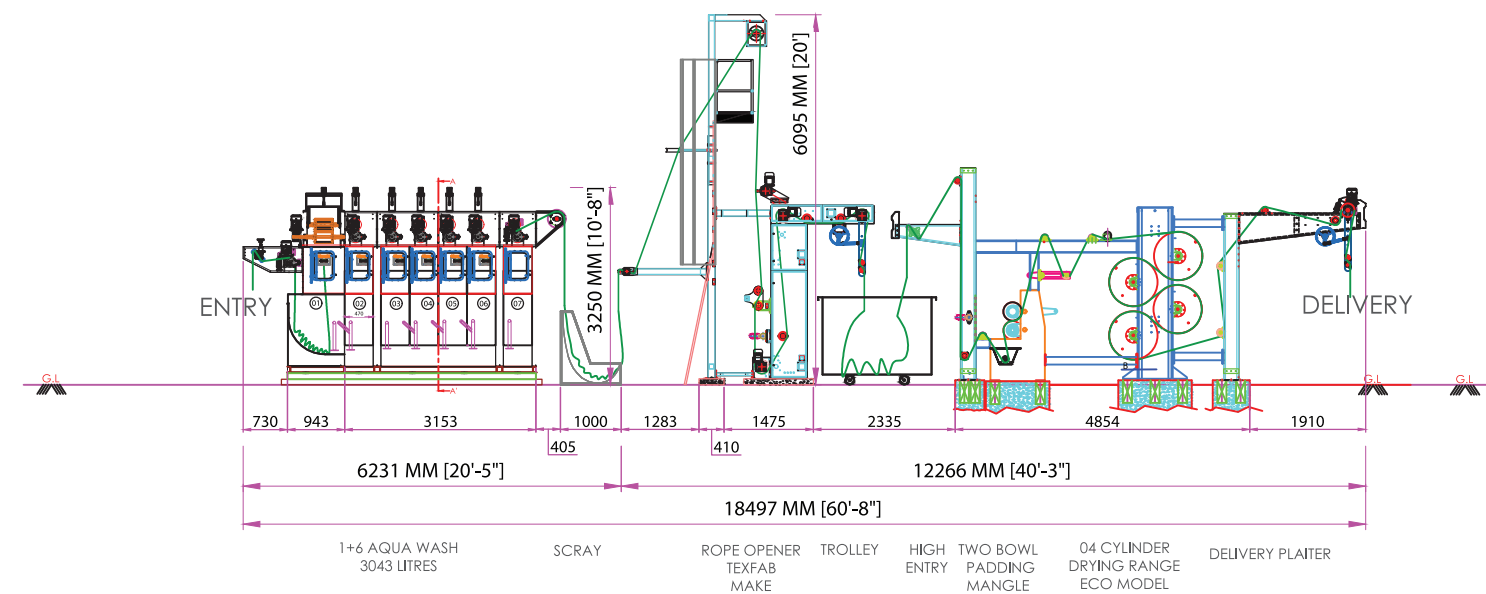 6095 MM [20']
A
3250 MM [10'-8"]
ENTRY
01
02
03
04
05
06
07
470
DELIVERY
A'
G.L
G.L
G.L
730
943
3153
405
1000
1283
410
1475
2335
4854
1910
6231 MM [20'-5"]
12266 MM [40'-3"]
18497 MM [60'-8"]
1+6 AQUA WASH
3043 LITRES
SCRAY
ROPE OPENER
TEXFAB
MAKE
TROLLEY
HIGH
ENTRY
TWO BOWL
PADDING
MANGLE
04 CYLINDER
DRYING RANGE
ECO MODEL
DELIVERY PLAITER